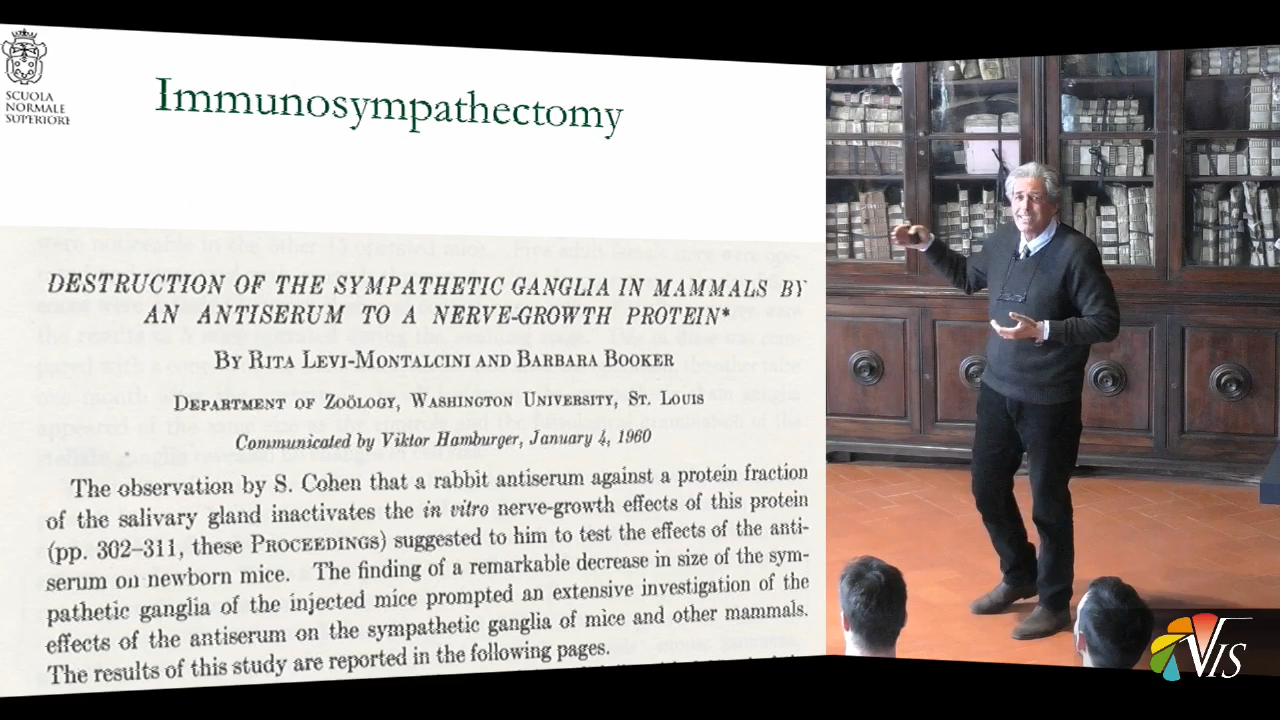 SCUOLA
NORMALE
SUPERIORE
Immunosympathectomy
DESTRUCTION OF THE SYMPATHETIC GANGLIA IN MAMMALS BY
AN ANTISERUM TO A NERVE-GROWTH PROTEIN*
BY RITA LEVI-MONTALCINI AND BARBARA BOOKER
DEPARTMENT OF ZOÖLOGY, WASHINGTON UNIVERSITY, ST. LOUIS
Communicated by Viktor Hamburger, January 4, 1960
The observation by S. Cohen that a rabbit antiserum against a protein fraction
of the salivary gland inactivates the in vitro nerve-growth effects of this protein
(pp. 302–311, these PROCEEDINGS) suggested to him to test the effects of the anti-
serum on newborn mice. The finding of a remarkable decrease in size of the sym-
pathetic ganglia of the injected mice prompted an extensive investigation of the
effects of the antiserum on the sympathetic ganglia of mice and other mammals.
The results of this study are reported in the following pages.
VIS